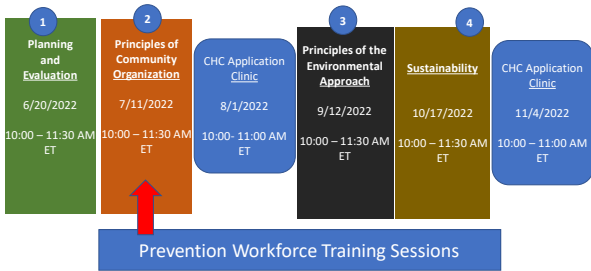 1
Planning
and
Evaluation
6/20/2022
10:00 – 11:30 AM
ET
2
Principles of
Community
Organization
7/11/2022
10:00 – 11:30 AM
ET
CHC Application
Clinic
8/1/2022
10:00- 11:00 AM
ET
3
Principles of the
Environmental
Approach
9/12/2022
10:00 – 11:30 AM
ET
4
Sustainability
10/17/2022
10:00 – 11:30 AM
ET
CHC Application
Clinic
11/4/2022
10:00 – 11:00 AM
ET
Prevention Workforce Training Sessions